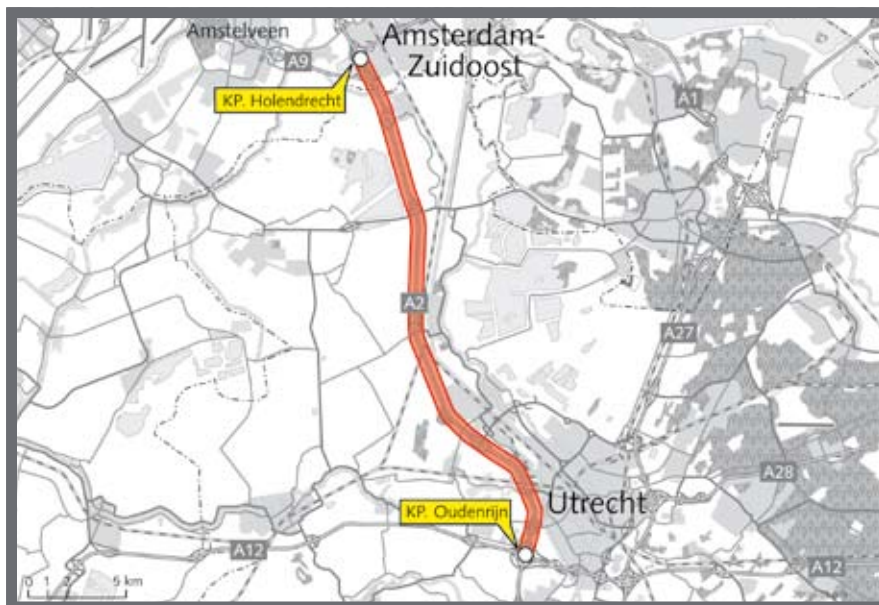 Amstelveen
Amsterdam-
Zuidoost
A9
KP. Holendrecht
A1
A2
A27
A28
Utrecht
KP. Oudenrijn
A12
A12
0 1 2 5 km